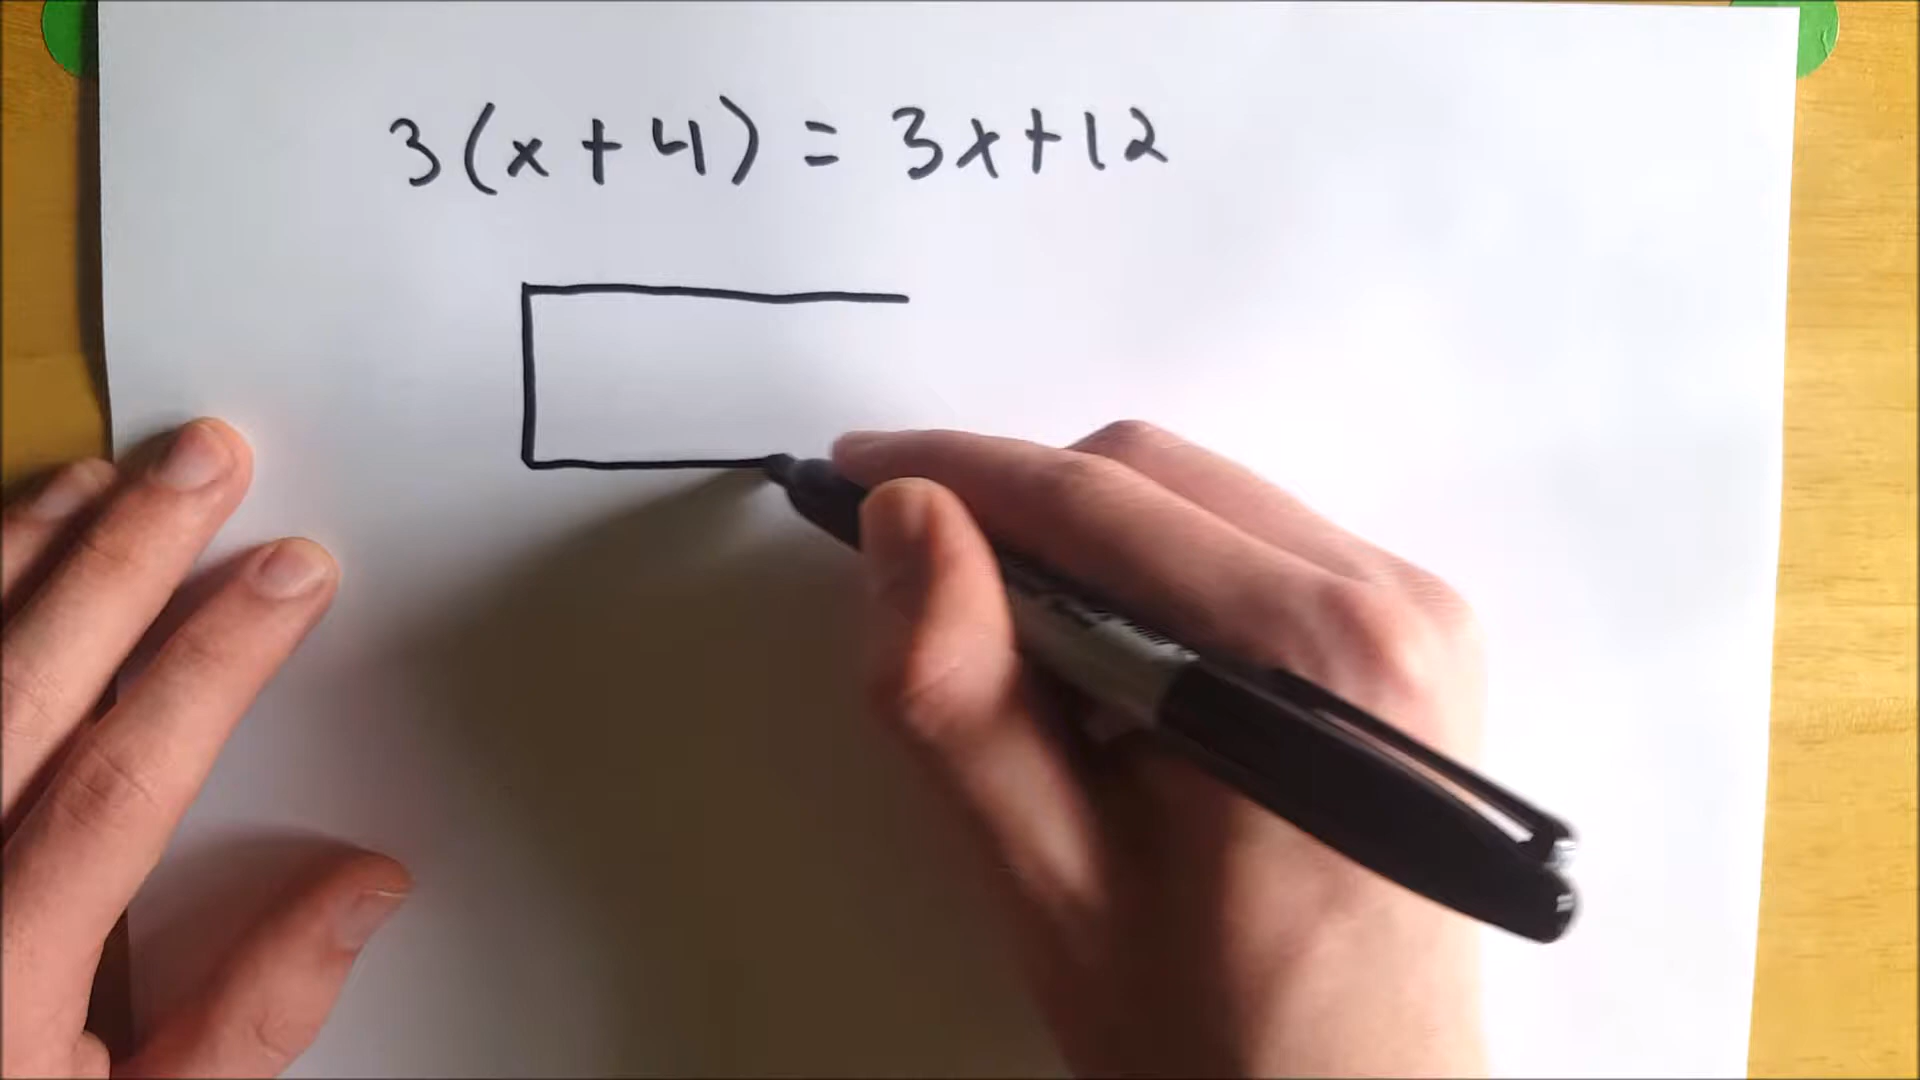 3(x+4) = 3x+12